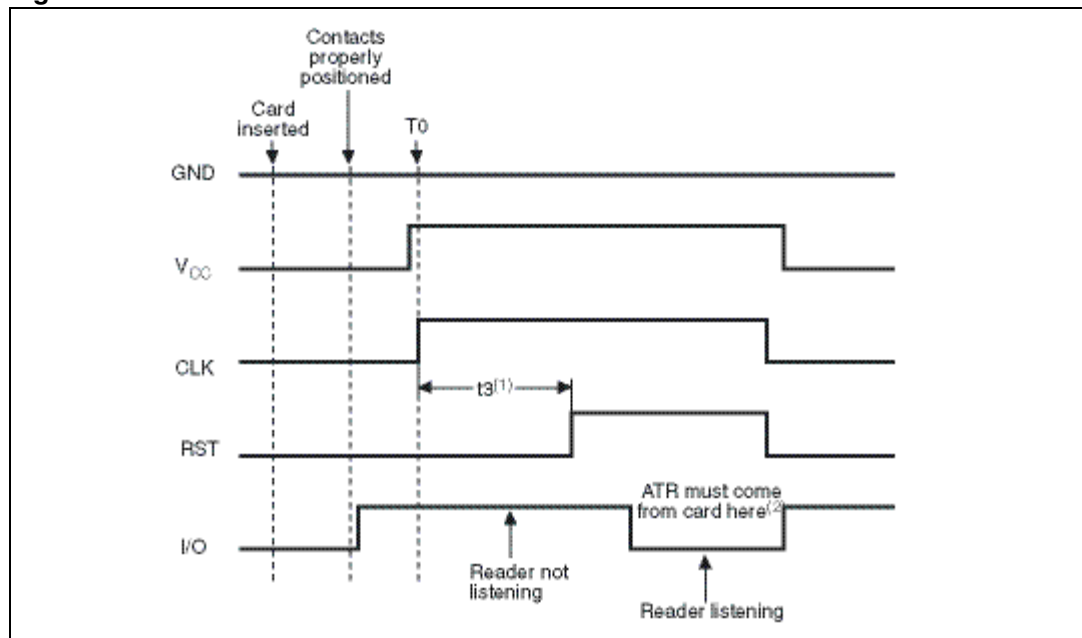 Contacts
properly
positioned
Card
inserted
T0
GND
VCC
CLK
t3(1)
RST
ATR must come
from card here(2)
I/O
Reader not
listening
Reader listening